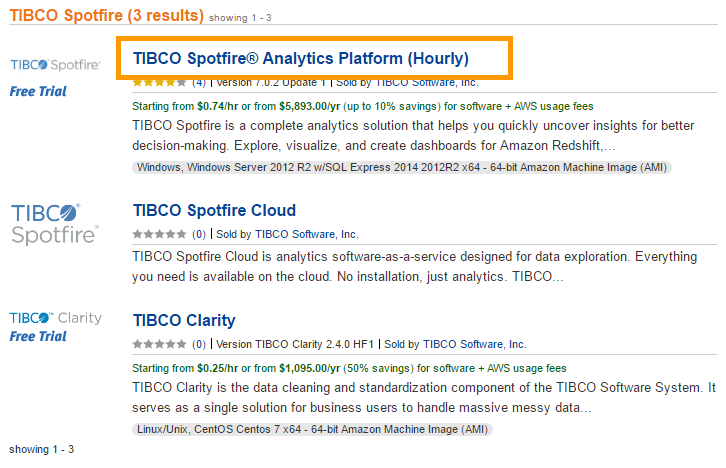 TIBCO Spotfire (3 results) showing 1 - 3
TIBCO Spotfire®
Free Trial
TIBCO Spotfire® Analytics Platform (Hourly)
(4) | Version 7.0.2 Update 1 | Sold by TIBCO Software, Inc.
Starting from $0.74/hr or from $5,893.00/yr (up to 10% savings) for software + AWS usage fees
TIBCO Spotfire is a complete analytics solution that helps you quickly uncover insights for better
decision-making. Explore, visualize, and create dashboards for Amazon Redshift,...
Windows, Windows Server 2012 R2 w/SQL Express 2014 2012R2 x64 - 64-bit Amazon Machine Image (AMI)
TIBCO®
Spotfire®
TIBCO Spotfire Cloud
(0) | Sold by TIBCO Software, Inc.
TIBCO Spotfire Cloud is analytics software-as-a-service designed for data exploration. Everything
you need is available on the cloud. No installation, just analytics. TIBCO...
TIBCO™ Clarity
Free Trial
TIBCO Clarity
(0) | Version TIBCO Clarity 2.4.0 HF1 | Sold by TIBCO Software, Inc.
Starting from $0.25/hr or from $1,095.00/yr (50% savings) for software + AWS usage fees
TIBCO Clarity is the data cleaning and standardization component of the TIBCO Software System. It
serves as a single solution for business users to handle massive messy data...
Linux/Unix, CentOS Centos 7 x64 - 64-bit Amazon Machine Image (AMI)
showing 1 - 3